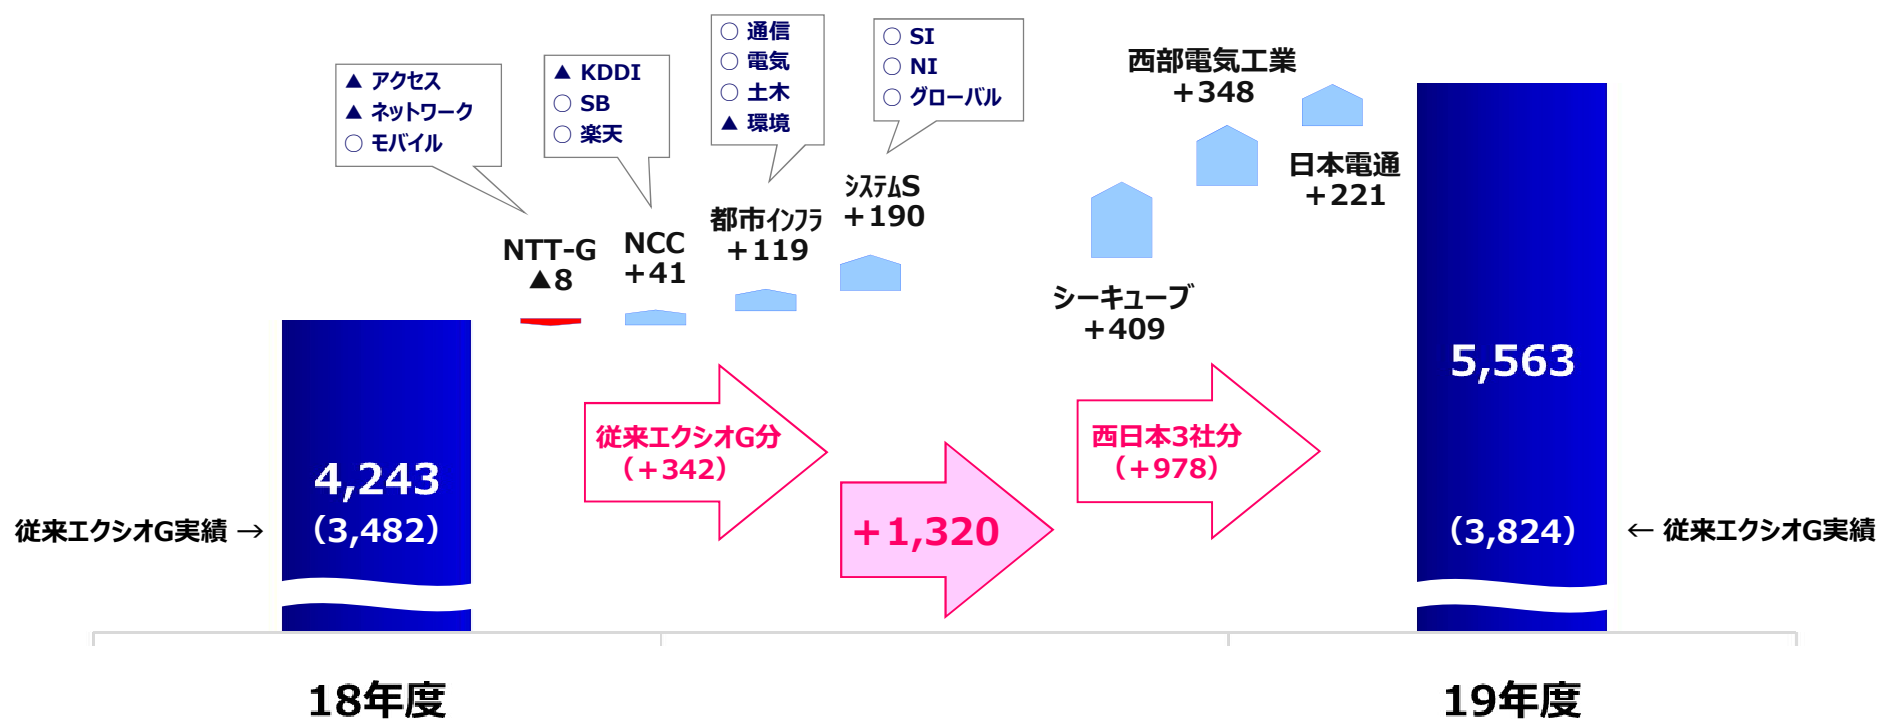 ▲ アクセス
▲ ネットワーク
○ モバイル
▲ KDDI
○ SB
○ 楽天
○ 通信
○ 電気
○ 土木
▲ 環境
○ SI
○ NI
○ グローバル
NTT-G
▲8
NCC
+41
都市インフラ
+119
システムS
+190
シーキューブ
+409
西部電気工業
+348
日本電通
+221
従来エクシオG分
（+342）
+1,320
西日本3社分
（+978）
4,243
（3,482）
従来エクシオG実績 →
5,563
（3,824）
← 従来エクシオG実績
18年度
19年度